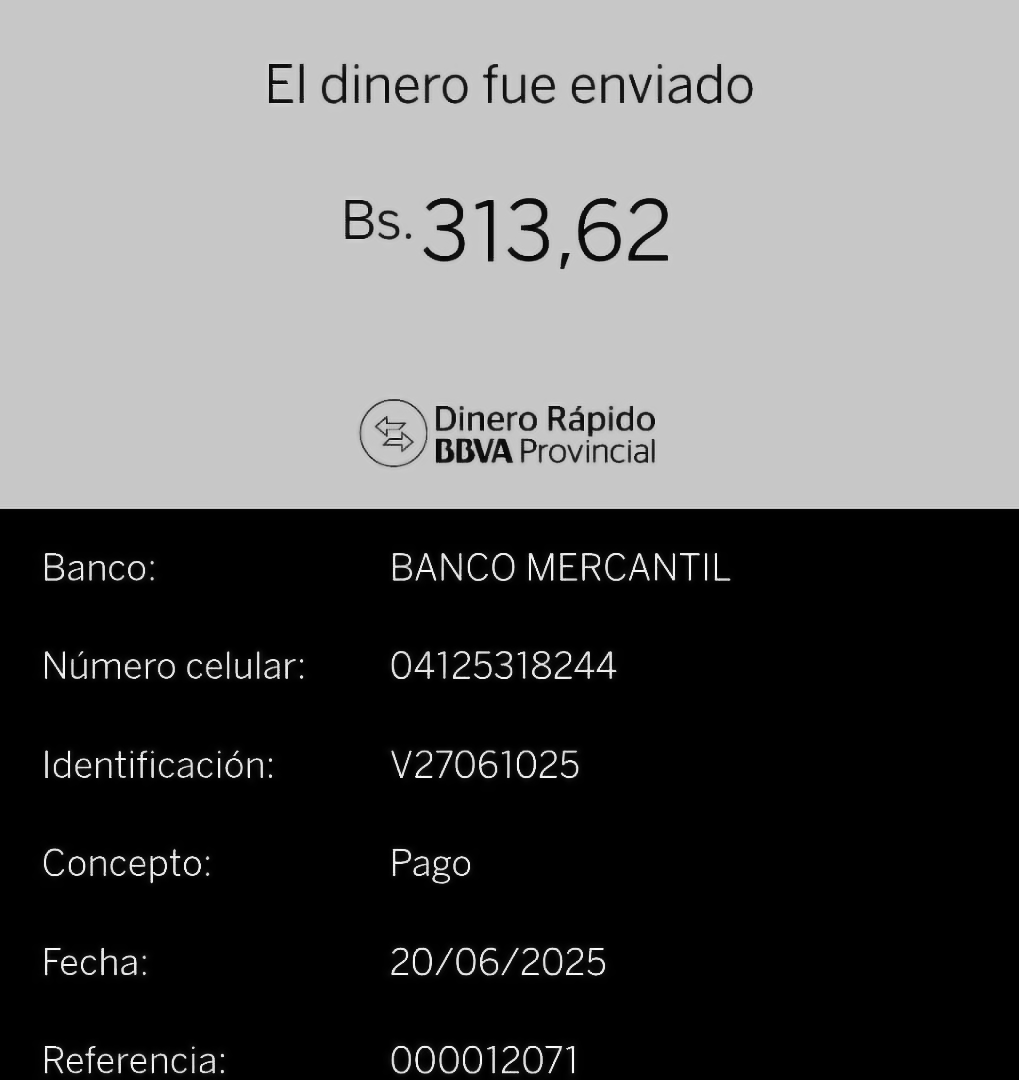 El dinero fue enviado
Bs. 313,62
Dinero Rápido
BBVA Provincial
Banco: BANCO MERCANTIL
Número celular: 04125318244
Identificación: V27061025
Concepto: Pago
Fecha: 20/06/2025
Referencia: 000012071